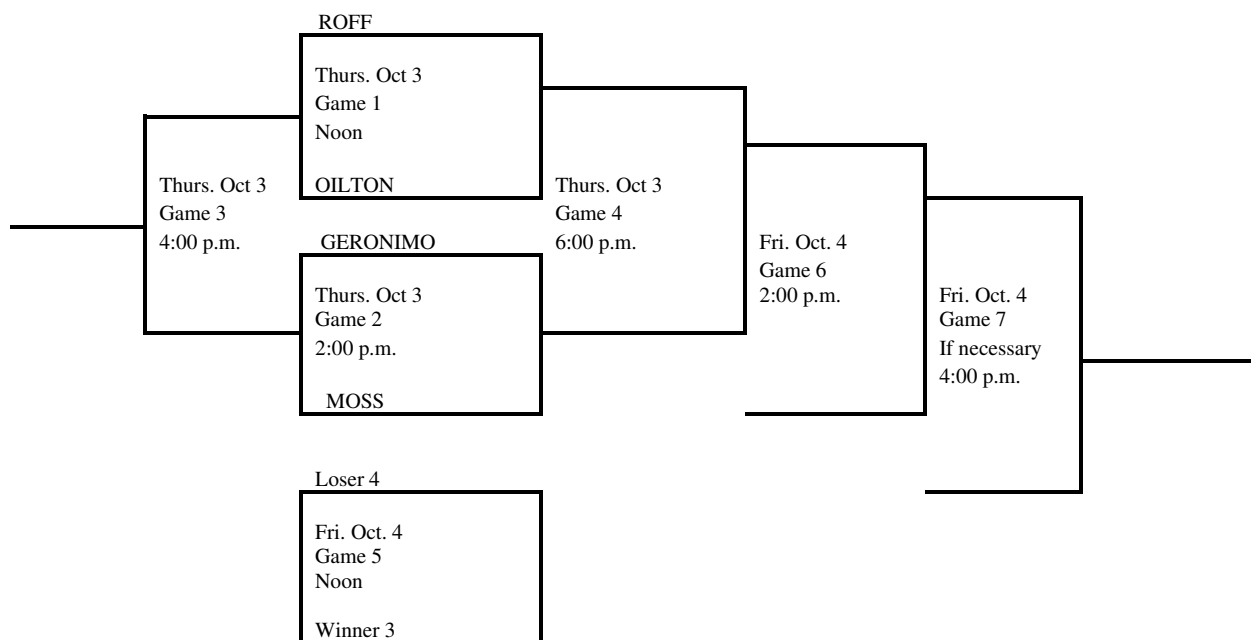 ROFF
Thurs. Oct 3
Game 1
Noon
OILTON
Thurs. Oct 3
Game 3
4:00 p.m.
Thurs. Oct 3
Game 4
6:00 p.m.
GERONIMO
Thurs. Oct 3
Game 2
2:00 p.m.
MOSS
Fri. Oct. 4
Game 6
2:00 p.m.
Fri. Oct. 4
Game 7
If necessary
4:00 p.m.
Loser 4
Fri. Oct. 4
Game 5
Noon
Winner 3